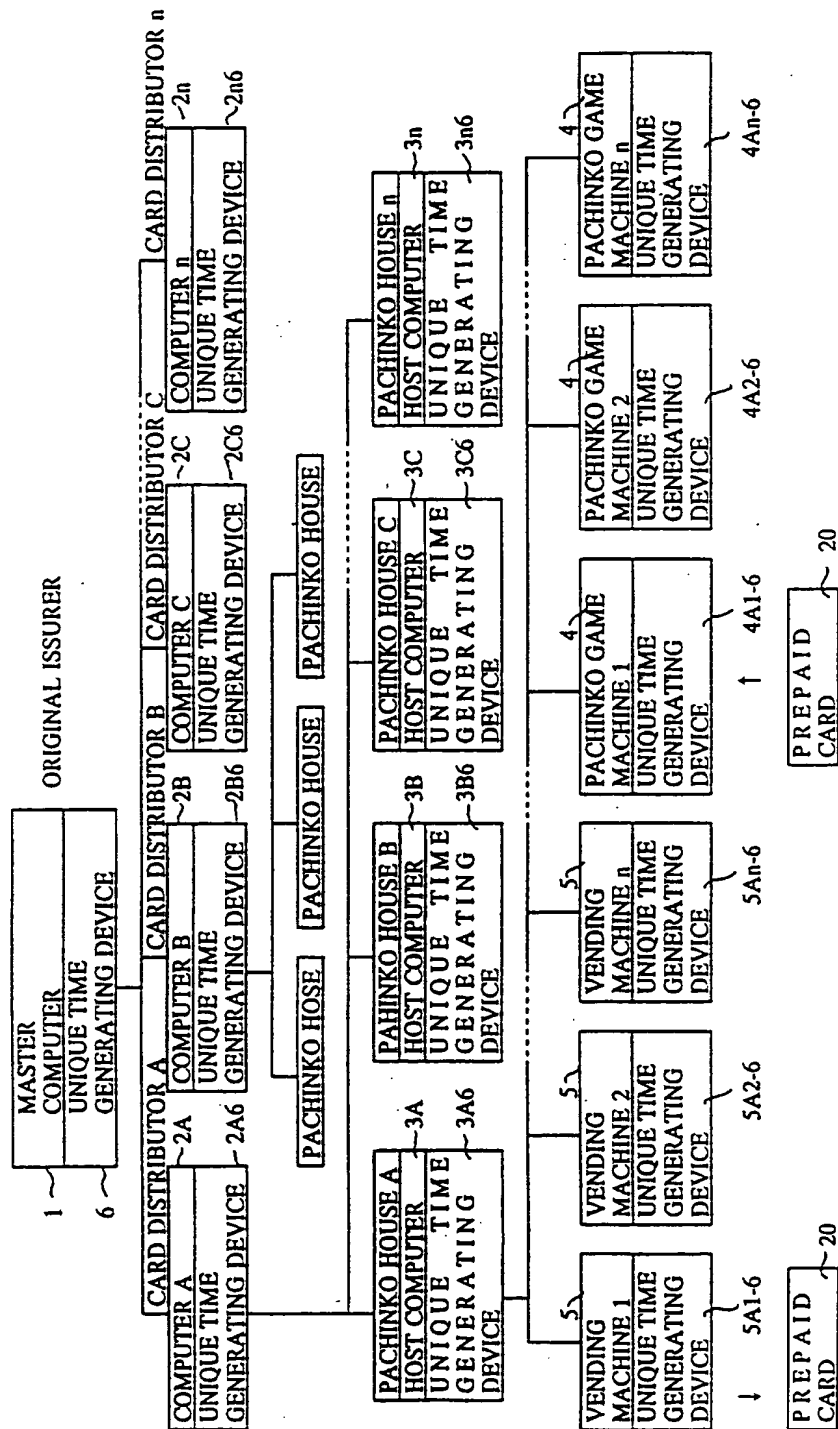 ORIGINAL ISSURER
MASTER
COMPUTER
UNIQUE TIME
GENERATING DEVICE
1
6
CARD DISTRIBUTOR A
COMPUTER A
UNIQUE TIME
GENERATING DEVICE
2A
2A6
CARD DISTRIBUTOR B
COMPUTER B
UNIQUE TIME
GENERATING DEVICE
2B
2B6
CARD DISTRIBUTOR C
COMPUTER C
UNIQUE TIME
GENERATING DEVICE
2C
2C6
CARD DISTRIBUTOR n
COMPUTER n
UNIQUE TIME
GENERATING DEVICE
2n
2n6
PACHINKO HOSE
PACHINKO HOUSE
PACHINKO HOUSE
PACHINKO HOUSE A
HOST COMPUTER
UNIQUE TIME
GENERATING
DEVICE
3A
3A6
PAHINKO HOUSE B
HOST COMPUTER
UNIQUE TIME
GENERATING
DEVICE
3B
3B6
PACHINKO HOUSE C
HOST COMPUTER
UNIQUE TIME
GENERATING
DEVICE
3C
3C6
PACHINKO HOUSE n
HOST COMPUTER
UNIQUE TIME
GENERATING
DEVICE
3n
3n6
5
VENDING
MACHINE 1
UNIQUE TIME
GENERATING
DEVICE
5A1-6
5
VENDING
MACHINE 2
UNIQUE TIME
GENERATING
DEVICE
5A2-6
5
VENDING
MACHINE n
UNIQUE TIME
GENERATING
DEVICE
5An-6
4
PACHINKO GAME
MACHINE 1
UNIQUE TIME
GENERATING
DEVICE
4A1-6
4
PACHINKO GAME
MACHINE 2
UNIQUE TIME
GENERATING
DEVICE
4A2-6
4
PACHINKO GAME
MACHINE n
UNIQUE TIME
GENERATING
DEVICE
4An-6
PREPAID
CARD
20
PREPAID
CARD
20